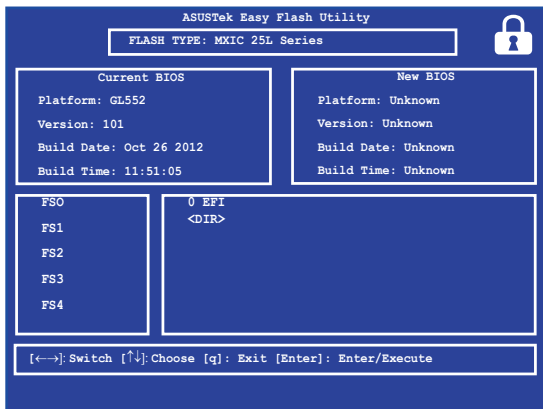 ASUSTek Easy Flash Utility
FLASH TYPE: MXIC 25L Series
Current BIOS
Platform: GL552
Version: 101
Build Date: Oct 26 2012
Build Time: 11:51:05
New BIOS
Platform: Unknown
Version: Unknown
Build Date: Unknown
Build Time: Unknown
FSO
FS1
FS2
FS3
FS4
0 EFI
<DIR>
[←→]: Switch [↑↓]: Choose [q]: Exit [Enter]: Enter/Execute